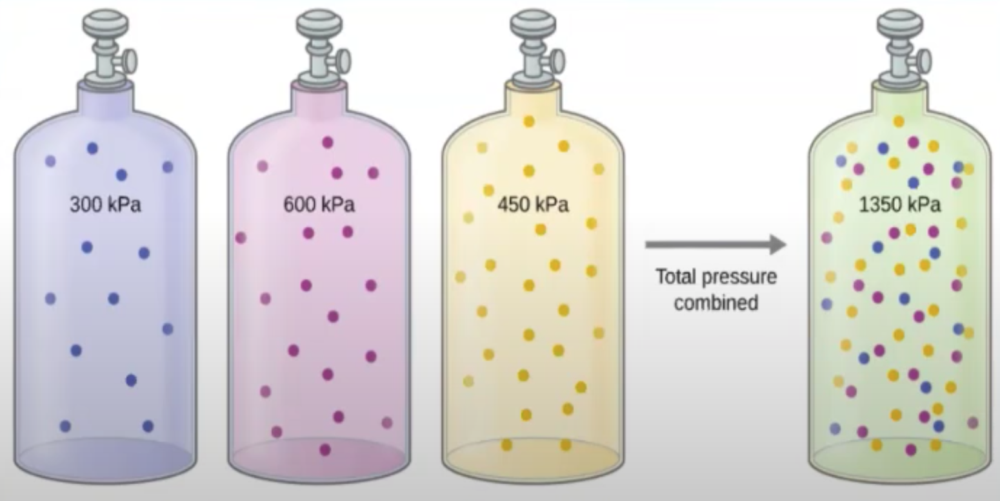 300 kPa
600 kPa
450 kPa
Total pressure
combined
1350 kPa